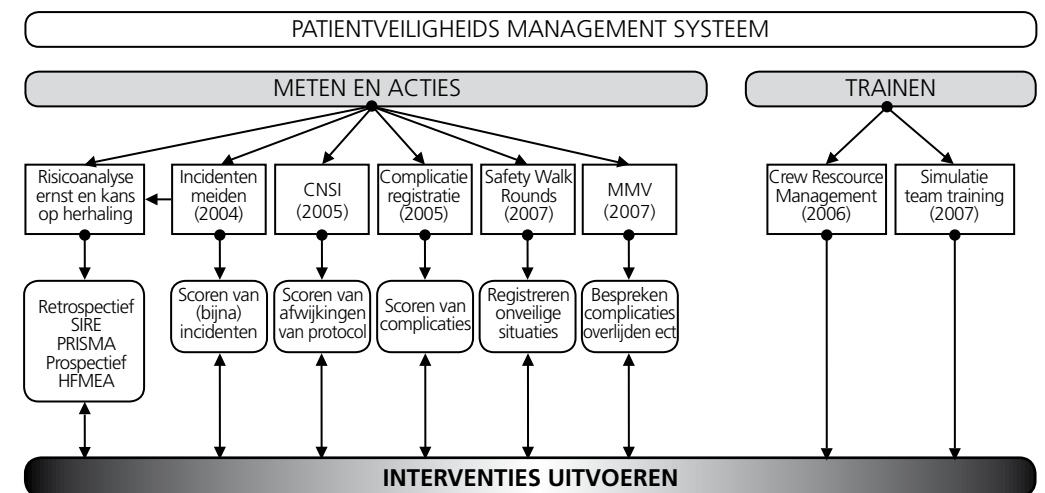 PATIENTVEILIGHEIDS MANAGEMENT SYSTEEM
METEN EN ACTIES
TRAINEN
Risicoanalyse
ernst en kans
op herhaling
Incidenten
meiden
(2004)
CNSI
(2005)
Complicatie
registratie
(2005)
Safety Walk
Rounds
(2007)
MMV
(2007)
Crew Rescource
Management
(2006)
Simulatie
team training
(2007)
Retrospectief
SIRE
PRISMA
Prospectief
HFMEA
Scoren van
(bijna)
incidenten
Scoren van
afwijkingen
van protocol
Scoren van
complicaties
Registreren
onveilige
situaties
Bespreken
complicaties
overlijden ect
INTERVENTIES UITVOEREN